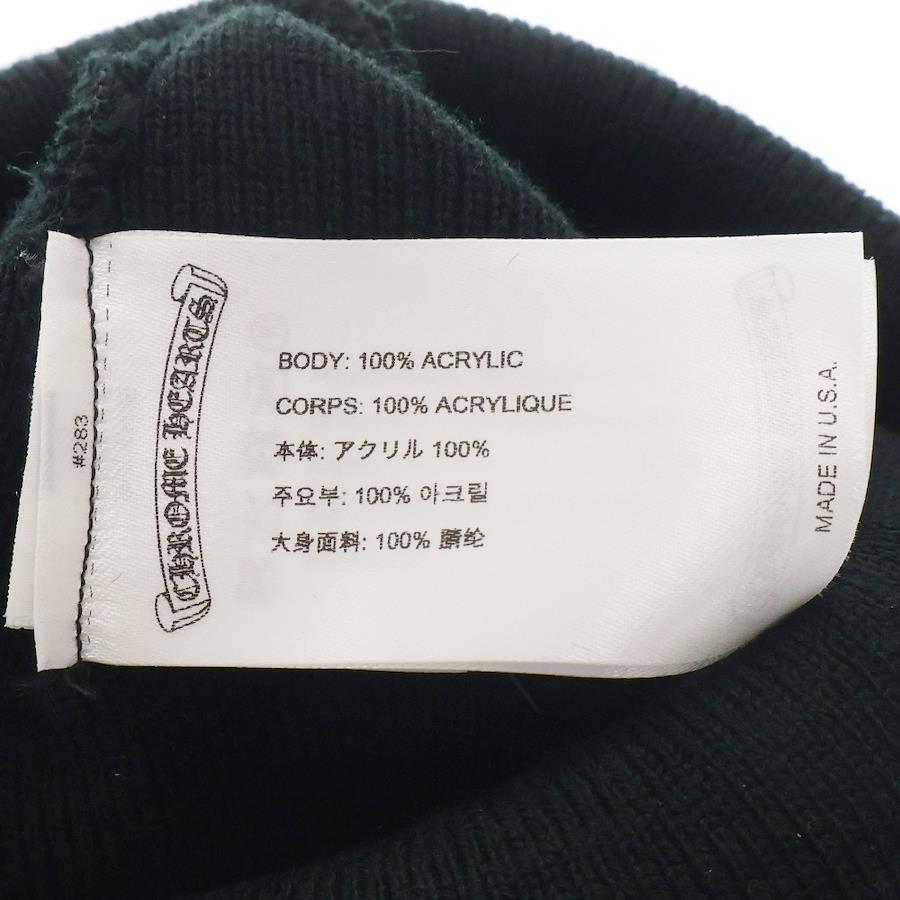 #283
CHROME HEARTS
BODY: 100% ACRYLIC
CORPS: 100% ACRYLIQUE
本体: アクリル 100%
주요부: 100% 아크릴
大身面料: 100% 腈纶
MADE IN U.S.A.